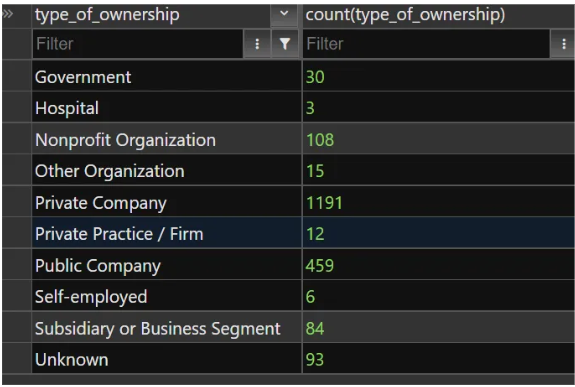 type_of_ownership count(type_of_ownership)
Filter Filter
Government 30
Hospital 3
Nonprofit Organization 108
Other Organization 15
Private Company 1191
Private Practice / Firm 12
Public Company 459
Self-employed 6
Subsidiary or Business Segment 84
Unknown 93